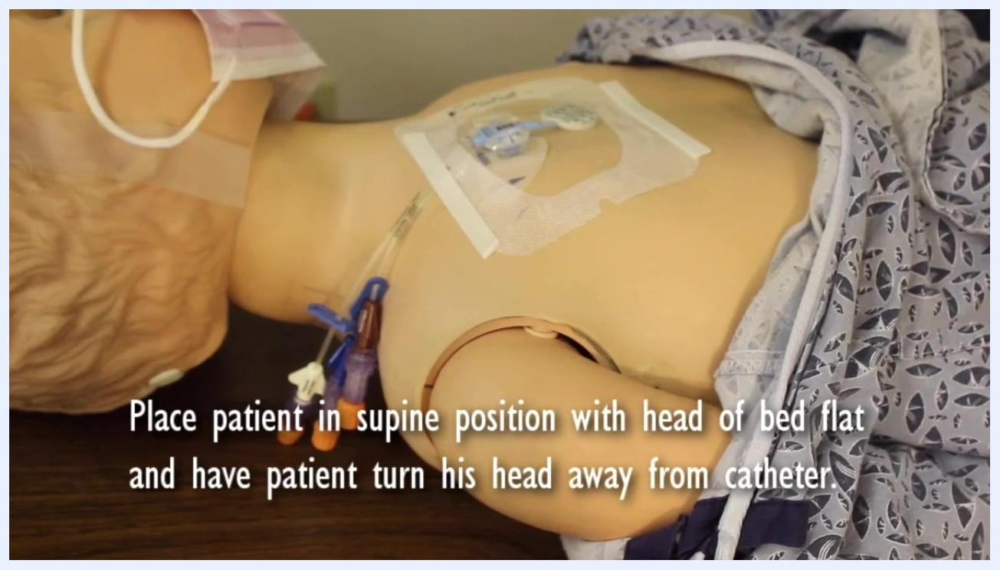 Place patient in supine position with head of bed flat
and have patient turn his head away from catheter.